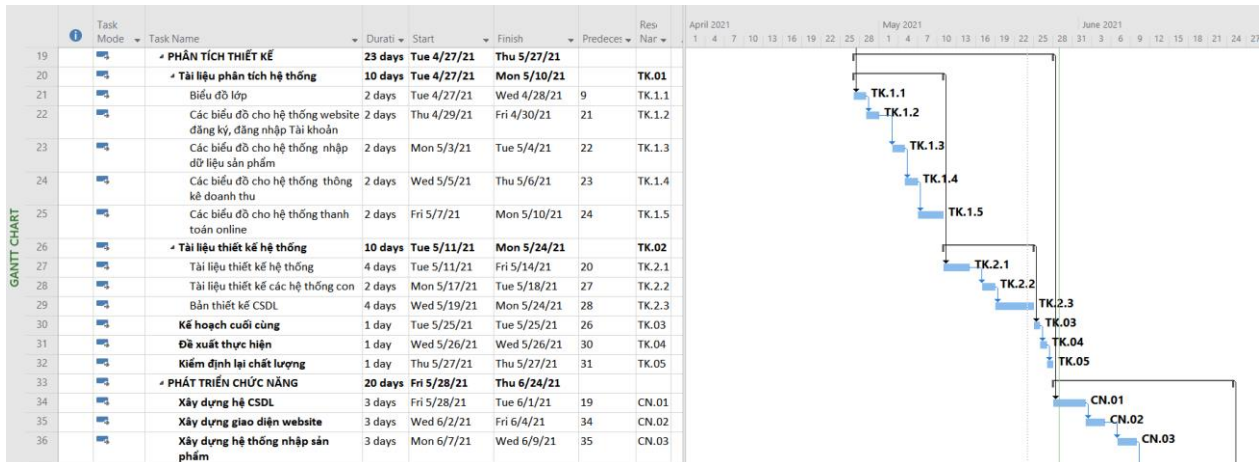 GANTT CHART
Task Mode Task Name Durati Start Finish Predeces Res Nar
April 2021 May 2021 June 2021
1 4 7 10 13 16 19 22 25 28 1 4 7 10 13 16 19 22 25 28 31 3 6 9 12 15 18 21 24 27
19 PHÂN TÍCH THIẾT KẾ 23 days Tue 4/27/21 Thu 5/27/21
20 Tài liệu phân tích hệ thống 10 days Tue 4/27/21 Mon 5/10/21 TK.01
21 Biểu đồ lớp 2 days Tue 4/27/21 Wed 4/28/21 9 TK.1.1 TK.1.1
22 Các biểu đồ cho hệ thống website 2 days Thu 4/29/21 Fri 4/30/21 21 TK.1.2 TK.1.2
đăng ký, đăng nhập Tài khoản
23 Các biểu đồ cho hệ thống nhập 2 days Mon 5/3/21 Tue 5/4/21 22 TK.1.3 TK.1.3
dữ liệu sản phẩm
24 Các biểu đồ cho hệ thống thông 2 days Wed 5/5/21 Thu 5/6/21 23 TK.1.4 TK.1.4
kê doanh thu
25 Các biểu đồ cho hệ thống thanh 2 days Fri 5/7/21 Mon 5/10/21 24 TK.1.5 TK.1.5
toán online
26 Tài liệu thiết kế hệ thống 10 days Tue 5/11/21 Mon 5/24/21 TK.02
27 Tài liệu thiết kế hệ thống 4 days Tue 5/11/21 Fri 5/14/21 20 TK.2.1 TK.2.1
28 Tài liệu thiết kế các hệ thống con 2 days Mon 5/17/21 Tue 5/18/21 27 TK.2.2 TK.2.2
29 Bản thiết kế CSDL 4 days Wed 5/19/21 Mon 5/24/21 28 TK.2.3 TK.2.3
30 Kế hoạch cuối cùng 1 day Tue 5/25/21 Tue 5/25/21 26 TK.03 TK.03
31 Đề xuất thực hiện 1 day Wed 5/26/21 Wed 5/26/21 30 TK.04 TK.04
32 Kiểm định lại chất lượng 1 day Thu 5/27/21 Thu 5/27/21 31 TK.05 TK.05
33 PHÁT TRIỂN CHỨC NĂNG 20 days Fri 5/28/21 Thu 6/24/21
34 Xây dựng hệ CSDL 3 days Fri 5/28/21 Tue 6/1/21 19 CN.01 CN.01
35 Xây dựng giao diện website 3 days Wed 6/2/21 Fri 6/4/21 34 CN.02 CN.02
36 Xây dựng hệ thống nhập sản 3 days Mon 6/7/21 Wed 6/9/21 35 CN.03 CN.03
phẩm